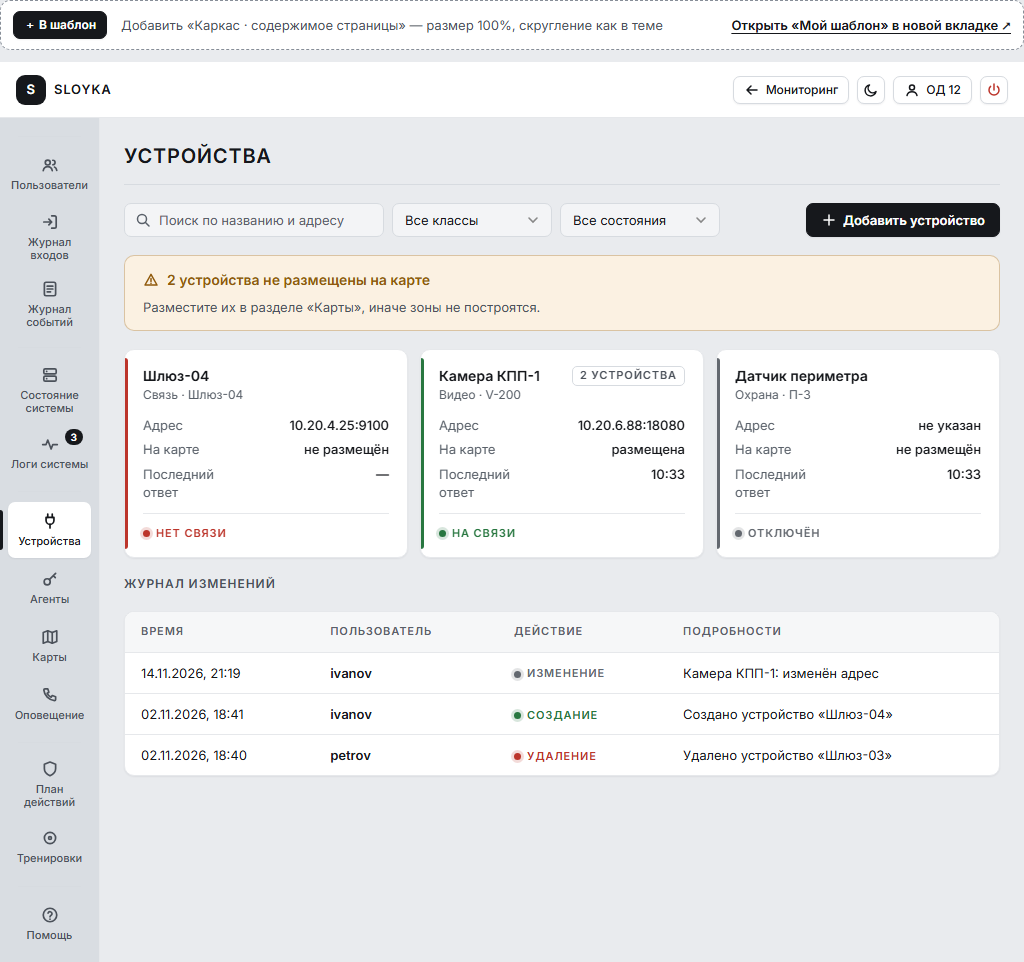 + В шаблон
Добавить «Каркас · содержимое страницы» — размер 100%, скругление как в теме
Открыть «Мой шаблон» в новой вкладке ↗
S SLOYKA
← Мониторинг
ОД 12
Пользователи
Журнал
входов
Журнал
событий
Состояние
системы
3
Логи системы
Устройства
Агенты
Карты
Оповещение
План
действий
Тренировки
Помощь
УСТРОЙСТВА
Поиск по названию и адресу
Все классы
Все состояния
+ Добавить устройство
2 устройства не размещены на карте
Разместите их в разделе «Карты», иначе зоны не построятся.
Шлюз-04
Связь · Шлюз-04
Адрес 10.20.4.25:9100
На карте не размещён
Последний —
ответ
НЕТ СВЯЗИ
Камера КПП-1 2 УСТРОЙСТВА
Видео · V-200
Адрес 10.20.6.88:18080
На карте размещена
Последний 10:33
ответ
НА СВЯЗИ
Датчик периметра
Охрана · П-3
Адрес не указан
На карте не размещён
Последний 10:33
ответ
ОТКЛЮЧЁН
ЖУРНАЛ ИЗМЕНЕНИЙ
ВРЕМЯ ПОЛЬЗОВАТЕЛЬ ДЕЙСТВИЕ ПОДРОБНОСТИ
14.11.2026, 21:19 ivanov ИЗМЕНЕНИЕ Камера КПП-1: изменён адрес
02.11.2026, 18:41 ivanov СОЗДАНИЕ Создано устройство «Шлюз-04»
02.11.2026, 18:40 petrov УДАЛЕНИЕ Удалено устройство «Шлюз-03»